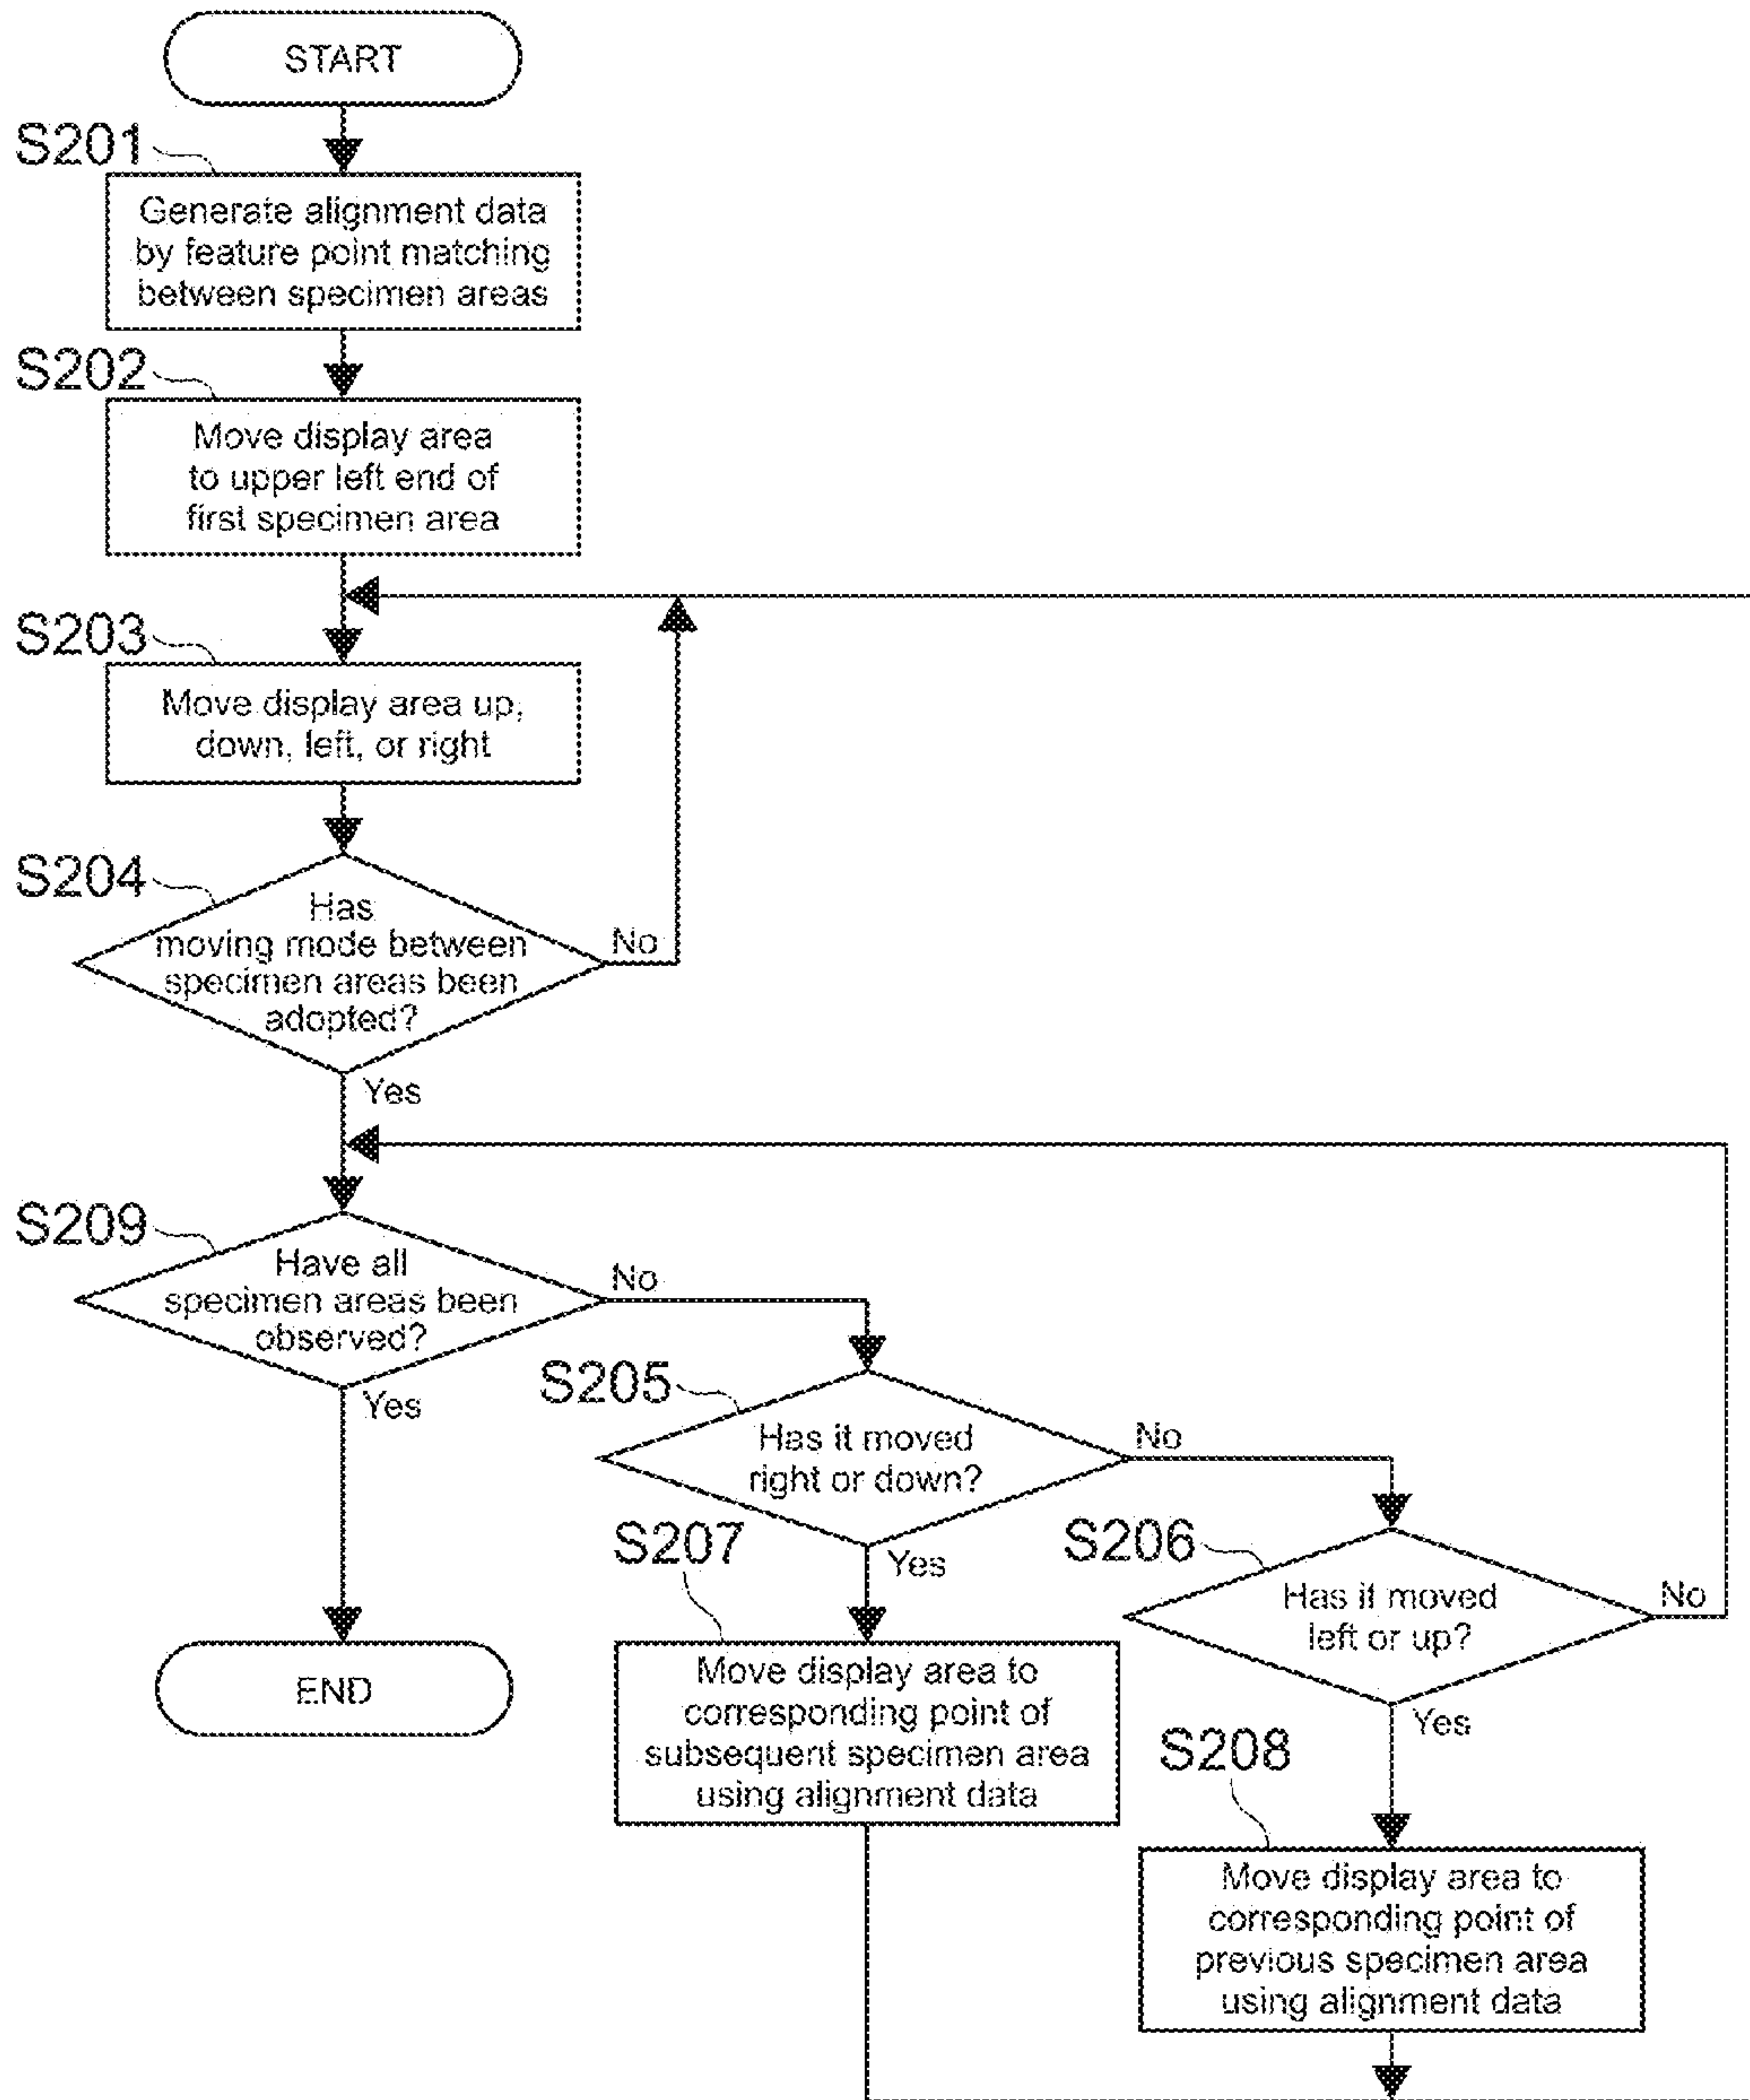 START
S201
Generate alignment data
by feature point matching
between specimen areas
S202
Move display area
to upper left end of
first specimen area
S203
Move display area up,
down, left, or right
S204
Has
moving mode between
specimen areas been
adopted?
No
Yes
S209
Have all
specimen areas been
observed?
No
Yes
S205
Has it moved
right or down?
No
Yes
S206
Has it moved
left or up?
No
Yes
S207
Move display area to
corresponding point of
subsequent specimen area
using alignment data
END
S208
Move display area to
corresponding point of
previous specimen area
using alignment data